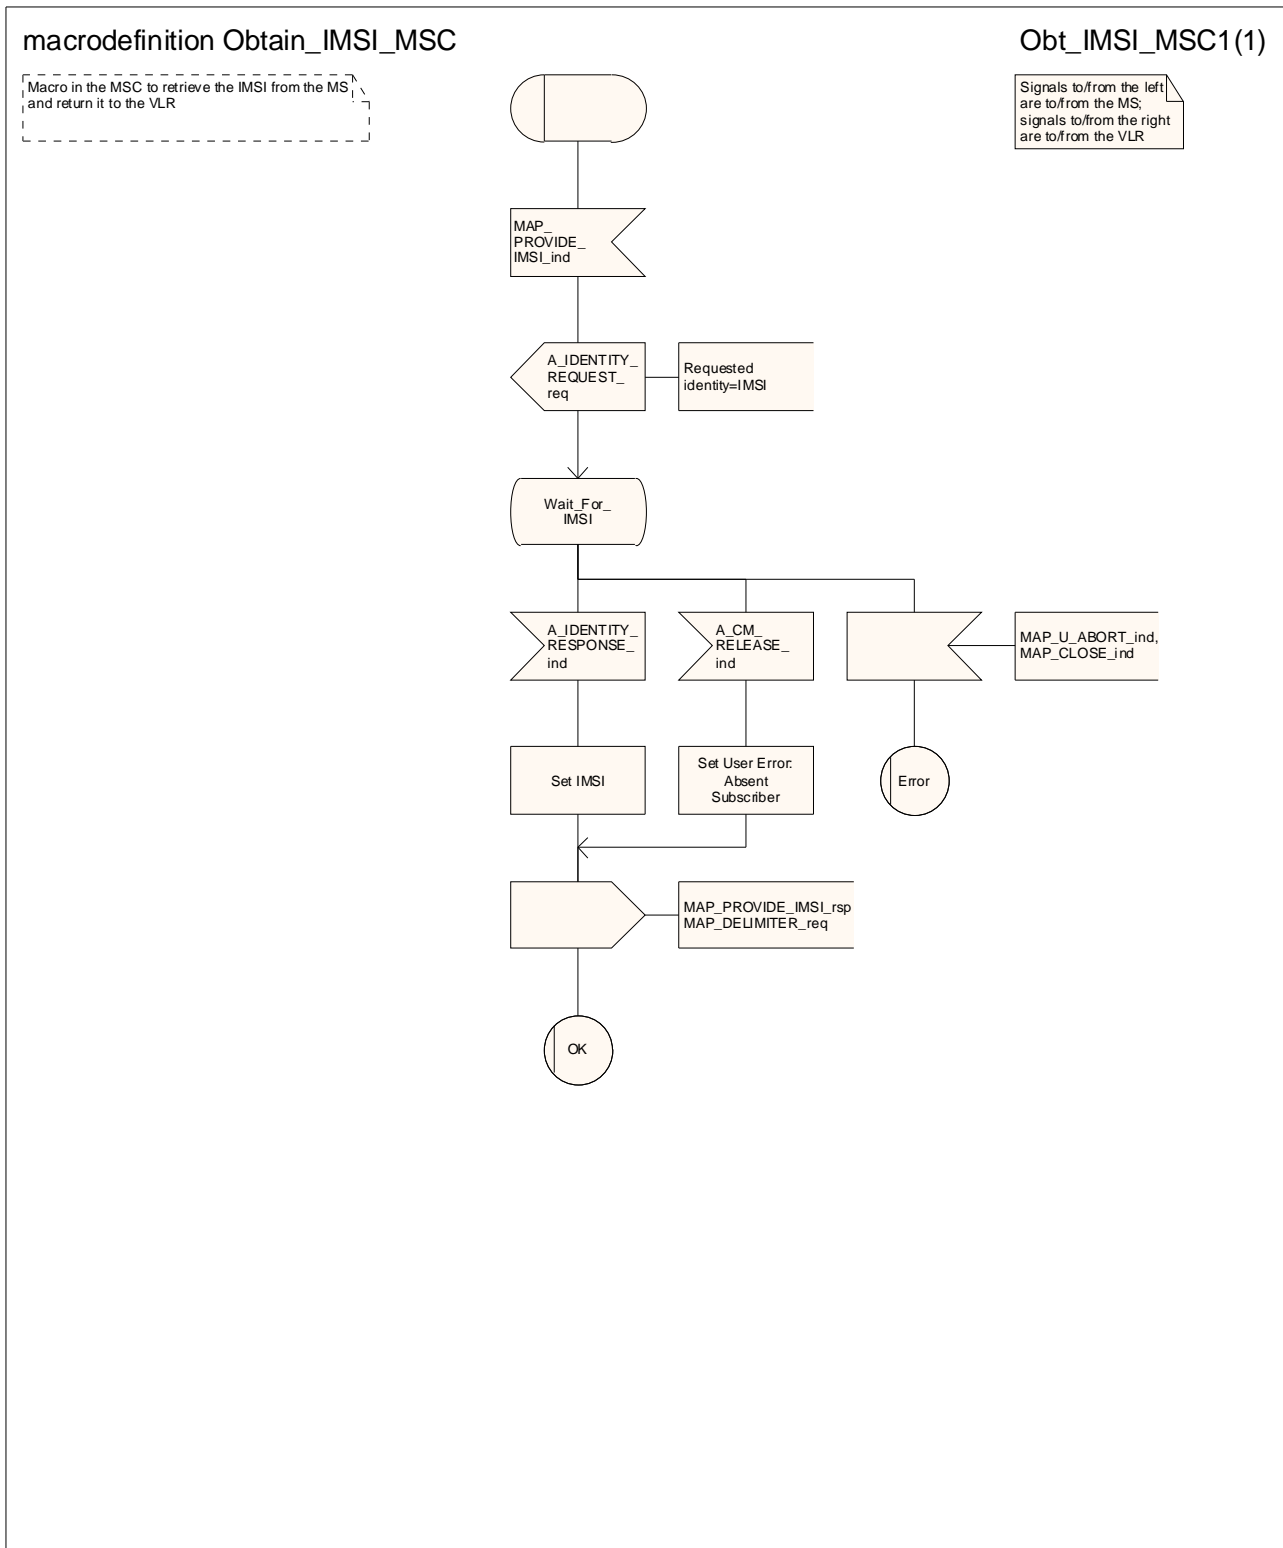 macrodefinition Obtain_IMSI_MSC
Obt_IMSI_MSC1(1)
Macro in the MSC to retrieve the IMSI from the MS
and return it to the VLR
Signals to/from the left
are to/from the MS;
signals to/from the right
are to/from the VLR
MAP_
PROVIDE_
IMSI_ind
A_IDENTITY_
REQUEST_
req
Requested
identity=IMSI
Wait_For_
IMSI
A_IDENTITY_
RESPONSE_
ind
A_CM_
RELEASE_
ind
MAP_U_ABORT_ind,
MAP_CLOSE_ind
Set IMSI
Set User Error:
Absent
Subscriber
Error
MAP_PROVIDE_IMSI_rsp
MAP_DELIMITER_req
OK